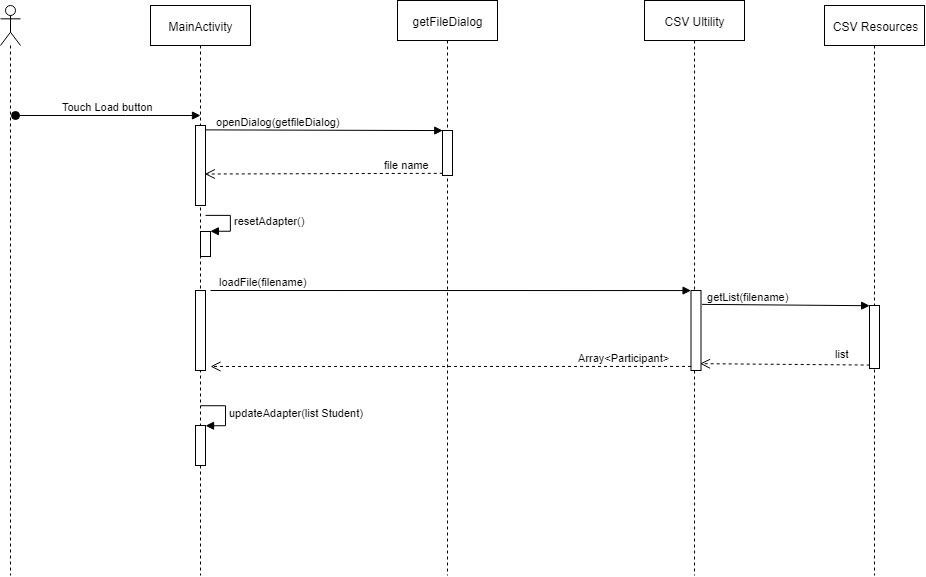 MainActivity
getFileDialog
CSV Ultility
CSV Resources
Touch Load button
openDialog(getfileDialog)
file name
resetAdapter()
loadFile(filename)
getList(filename)
list
Array<Participant>
updateAdapter(list Student)